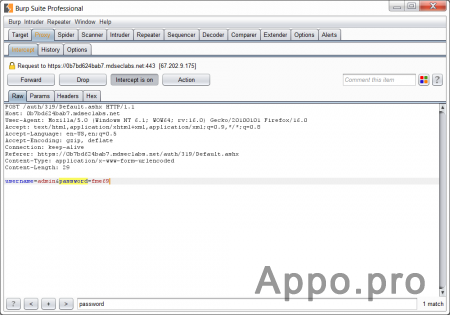 Burp Suite Professional
Burp Intruder Repeater Window Help
Target Proxy Spider Scanner Intruder Repeater Sequencer Decoder Comparer Extender Options Alerts
Intercept History Options
Request to https://0b7bd624bab7.mdseclabs.net:443 [67.202.9.175]
Forward Drop Intercept is on Action Comment this item ?
Raw Params Headers Hex
POST /auth/319/Default.ashx HTTP/1.1
Host: 0b7bd624bab7.mdseclabs.net
User-Agent: Mozilla/5.0 (Windows NT 6.1; WOW64; rv:16.0) Gecko/20100101 Firefox/16.0
Accept: text/html,application/xhtml+xml,application/xml;q=0.9,*/*;q=0.8
Accept-Language: en-US,en;q=0.5
Accept-Encoding: gzip, deflate
Connection: keep-alive
Referer: https://0b7bd624bab7.mdseclabs.net/auth/319/Default.ashx
Content-Type: application/x-www-form-urlencoded
Content-Length: 28
username=admin&password=
Appo.pro
? < + > password 1 match